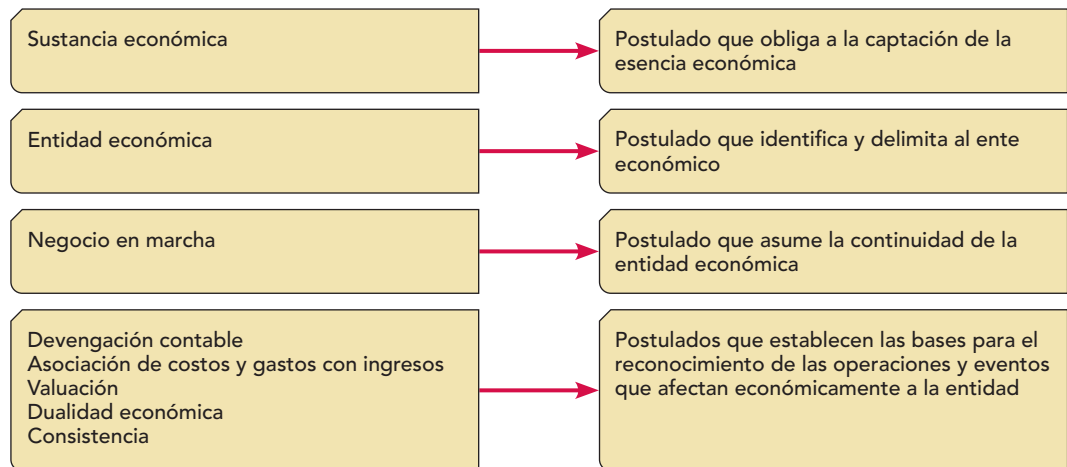 Sustancia económica
Postulado que obliga a la captación de la
esencia económica
Entidad económica
Postulado que identifica y delimita al ente
económico
Negocio en marcha
Postulado que asume la continuidad de la
entidad económica
Devengación contable
Asociación de costos y gastos con ingresos
Valuación
Dualidad económica
Consistencia
Postulados que establecen las bases para el
reconocimiento de las operaciones y eventos
que afectan económicamente a la entidad